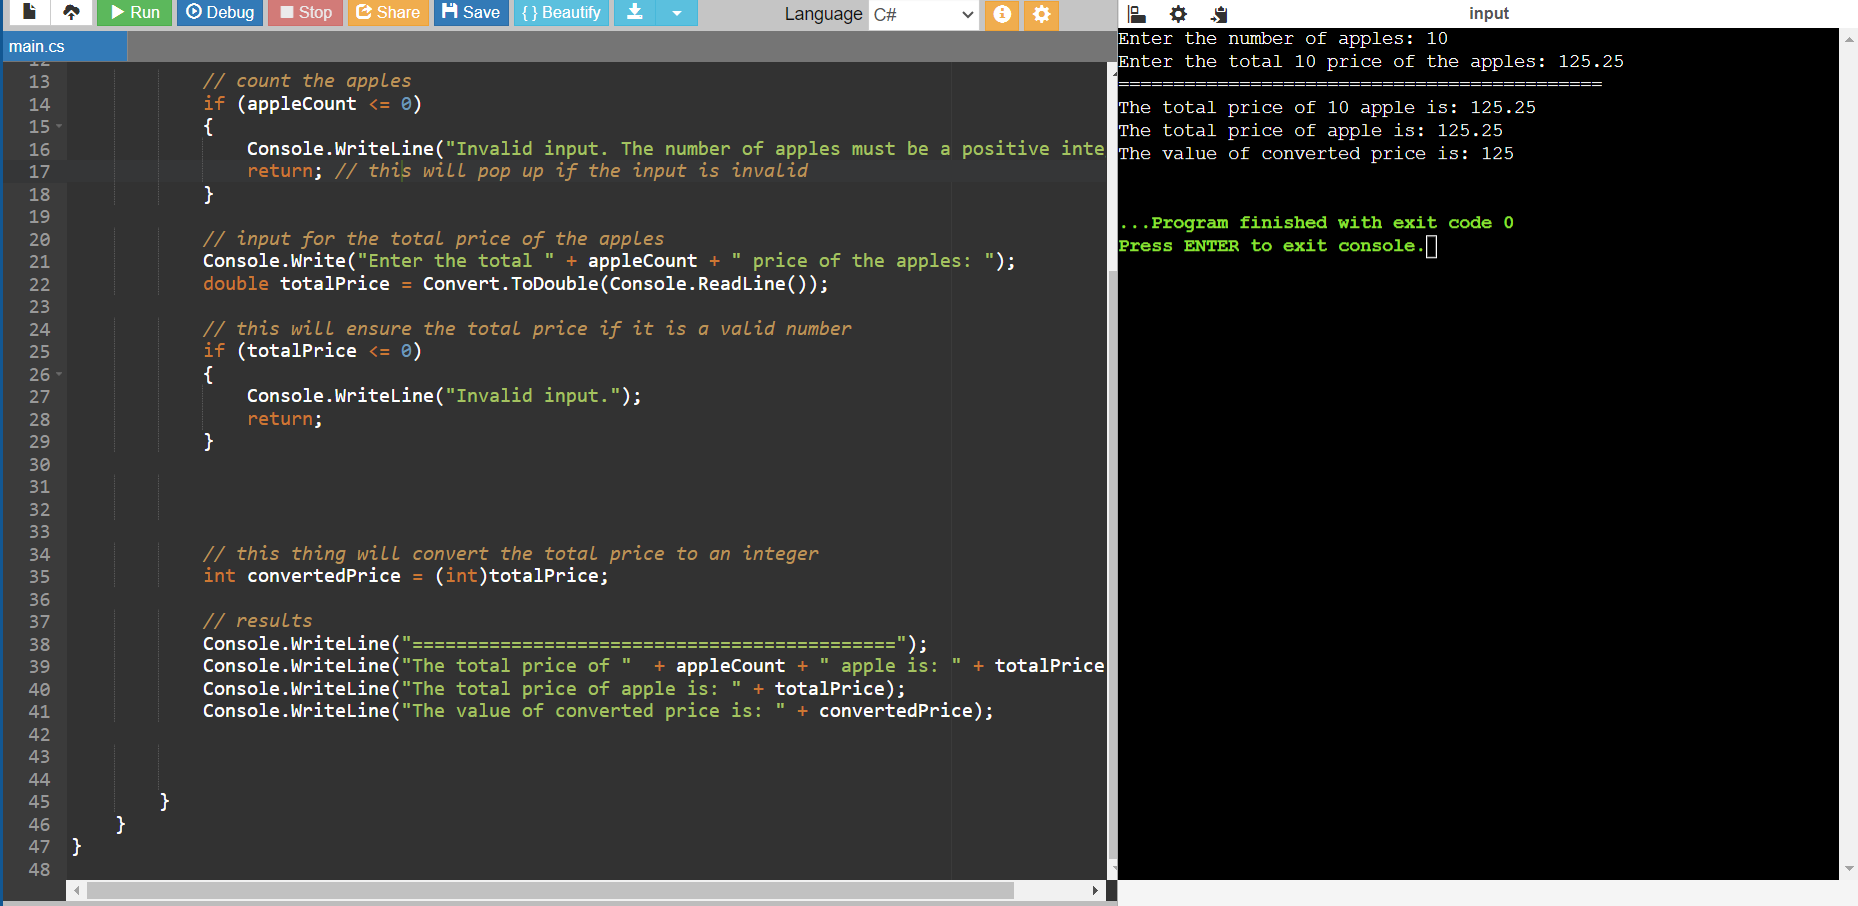 Run Debug Stop Share Save { } Beautify Language C#
main.cs
12
13 // count the apples
14 if (appleCount <= 0)
15 {
16 Console.WriteLine("Invalid input. The number of apples must be a positive inte
17 return; // this will pop up if the input is invalid
18 }
19
20 // input for the total price of the apples
21 Console.Write("Enter the total " + appleCount + " price of the apples: ");
22 double totalPrice = Convert.ToDouble(Console.ReadLine());
23
24 // this will ensure the total price if it is a valid number
25 if (totalPrice <= 0)
26 {
27 Console.WriteLine("Invalid input.");
28 return;
29 }
30
31
32
33
34 // this thing will convert the total price to an integer
35 int convertedPrice = (int)totalPrice;
36
37 // results
38 Console.WriteLine("============================================");
39 Console.WriteLine("The total price of "  + appleCount + " apple is: " + totalPrice
40 Console.WriteLine("The total price of apple is: " + totalPrice);
41 Console.WriteLine("The value of converted price is: " + convertedPrice);
42
43
44
45 }
46 }
47 }
48
input
Enter the number of apples: 10
Enter the total 10 price of the apples: 125.25
============================================
The total price of 10 apple is: 125.25
The total price of apple is: 125.25
The value of converted price is: 125
...Program finished with exit code 0
Press ENTER to exit console.